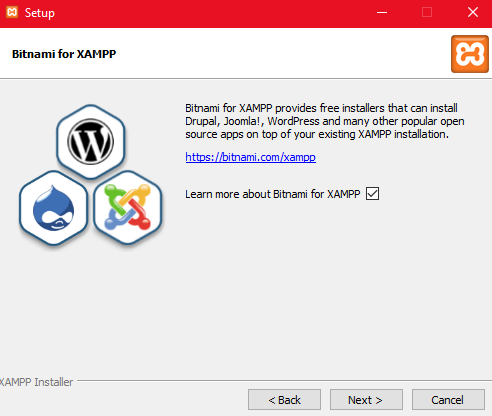 Setup
Bitnami for XAMPP
Bitnami for XAMPP provides free installers that can install
Drupal, Joomla!, WordPress and many other popular open
source apps on top of your existing XAMPP installation.
https://bitnami.com/xampp
Learn more about Bitnami for XAMPP
XAMPP Installer
< Back
Next >
Cancel